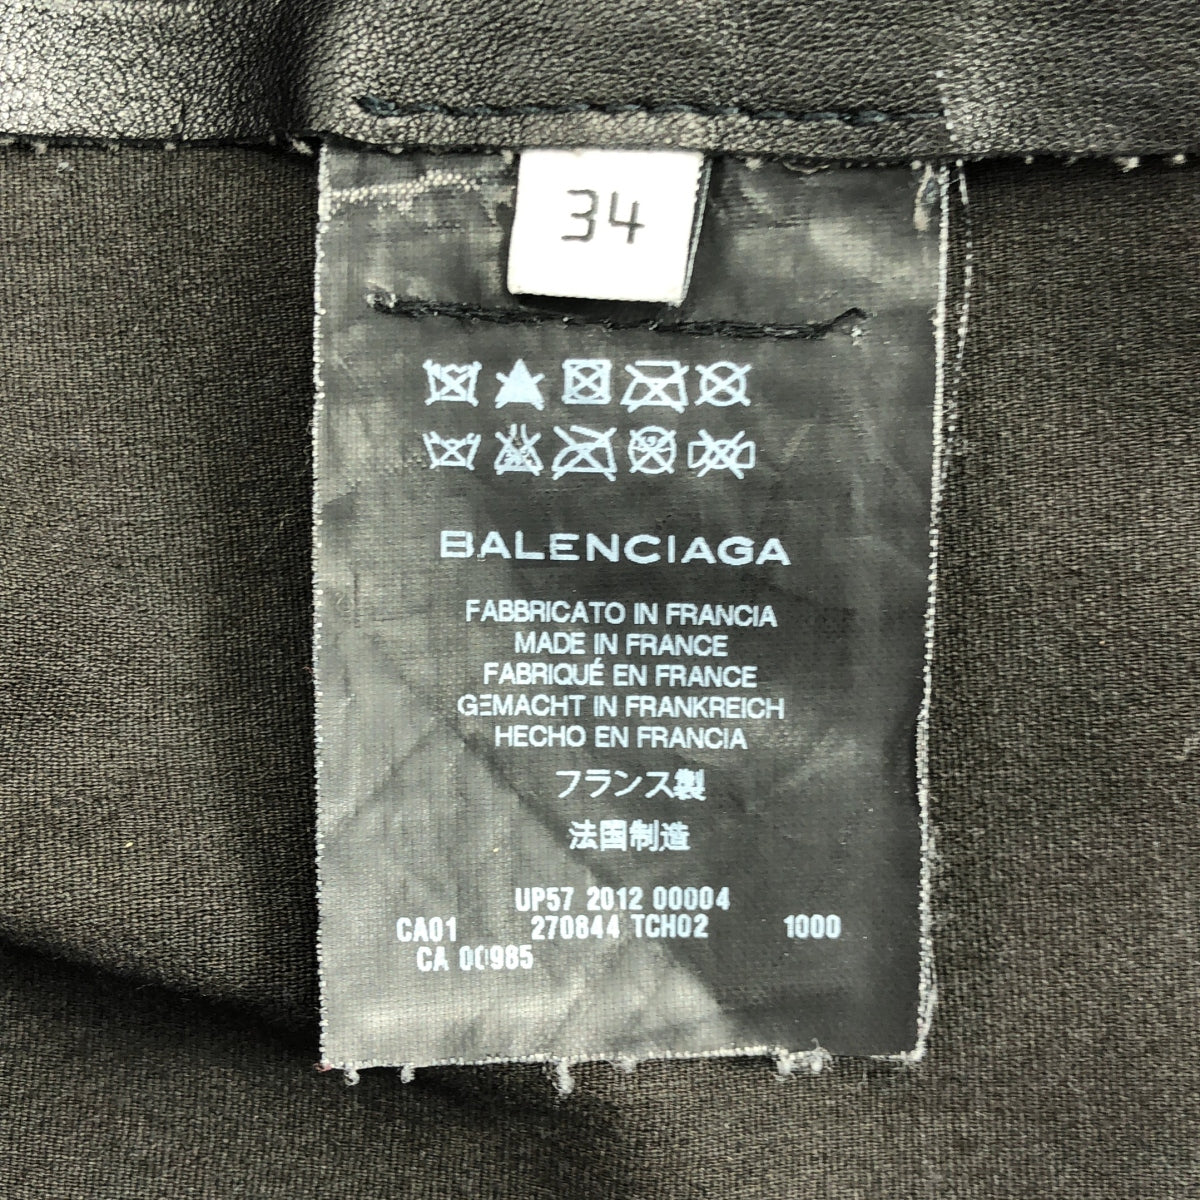 34
BALENCIAGA
FABBRICATO IN FRANCIA
MADE IN FRANCE
FABRIQUÉ EN FRANCE
GEMACHT IN FRANKREICH
HECHO EN FRANCIA
フランス製
法国制造
UP57 2012 00004
CA01 270844 TCH02 1000
CA 00985